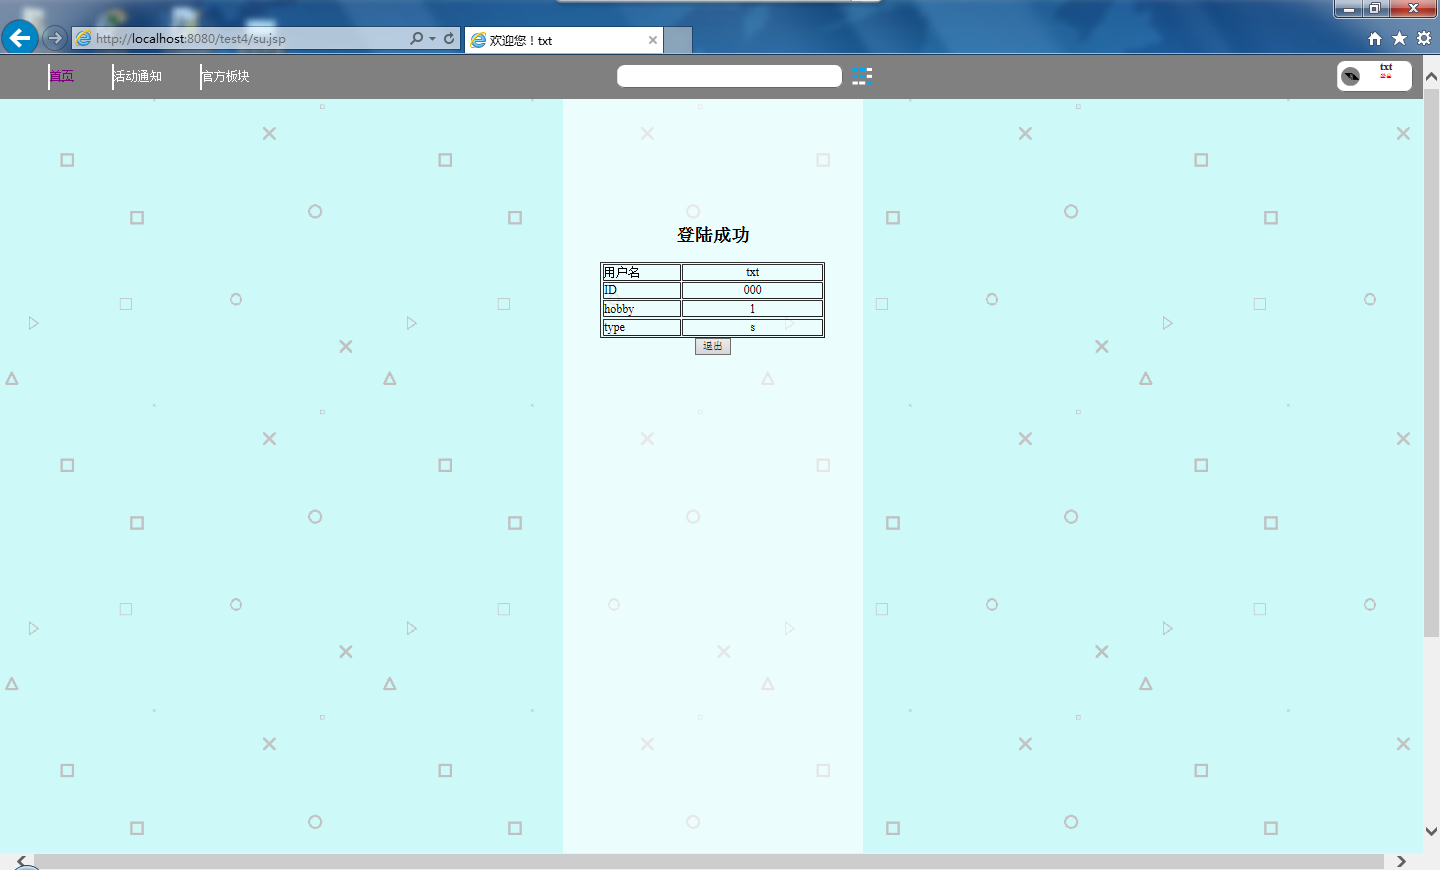 http://localhost:8080/test4/su.jsp
欢迎您！txt
首页 活动通知 官方板块
txt
登陆成功
用户名 txt
ID 000
hobby 1
type s
退出